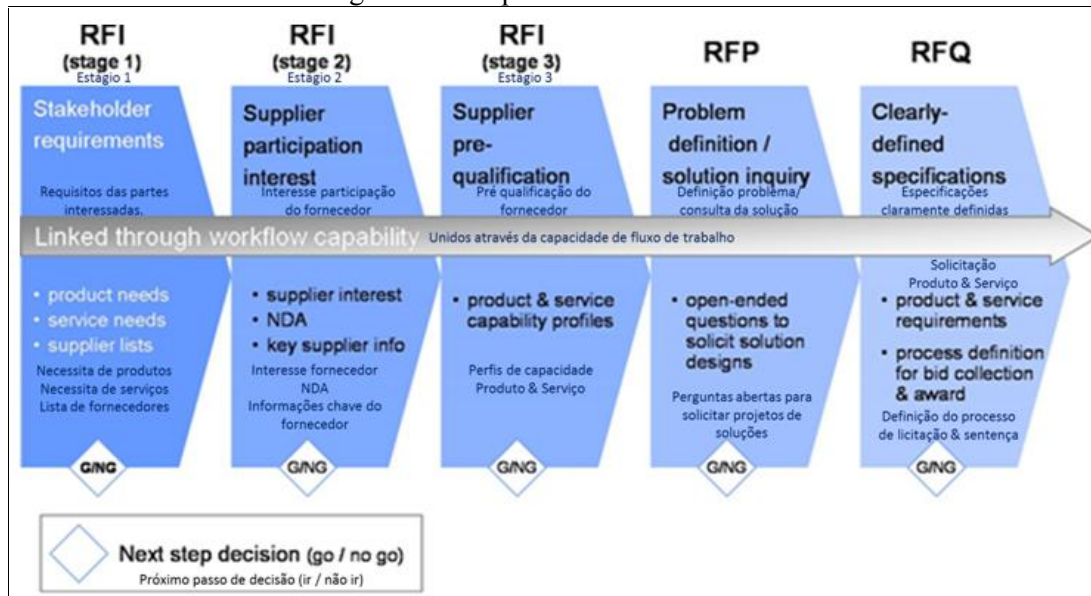 RFI
(stage 1)
Estágio 1
Stakeholder
requirements
Requisitos das partes
interessadas.
RFI
(stage 2)
Estágio 2
Supplier
participation
interest
Interesse participação
do fornecedor
RFI
(stage 3)
Estágio 3
Supplier
pre-
qualification
Pré qualificação do
fornecedor
RFP
Problem
definition /
solution inquiry
Definição problema/
consulta da solução
RFQ
Clearly-
defined
specifications
Especificações
claramente definidas
Linked through workflow capability Unidos através da capacidade de fluxo de trabalho
• product needs
• service needs
• supplier lists
Necessita de produtos
Necessita de serviços
Lista de fornecedores
G/NG
• supplier interest
• NDA
• key supplier info
Interesse fornecedor
NDA
Informações chave do
fornecedor
G/NG
• product & service
capability profiles
Perfis de capacidade
Produto & Serviço
G/NG
• open-ended
questions to
solicit solution
designs
Perguntas abertas para
solicitar projetos de
soluções
G/NG
Solicitação
Produto & Serviço
• product & service
requirements
• process definition
for bid collection
& award
Definição do processo
de licitação & sentença
G/NG
Next step decision (go / no go)
Próximo passo de decisão (ir / não ir)